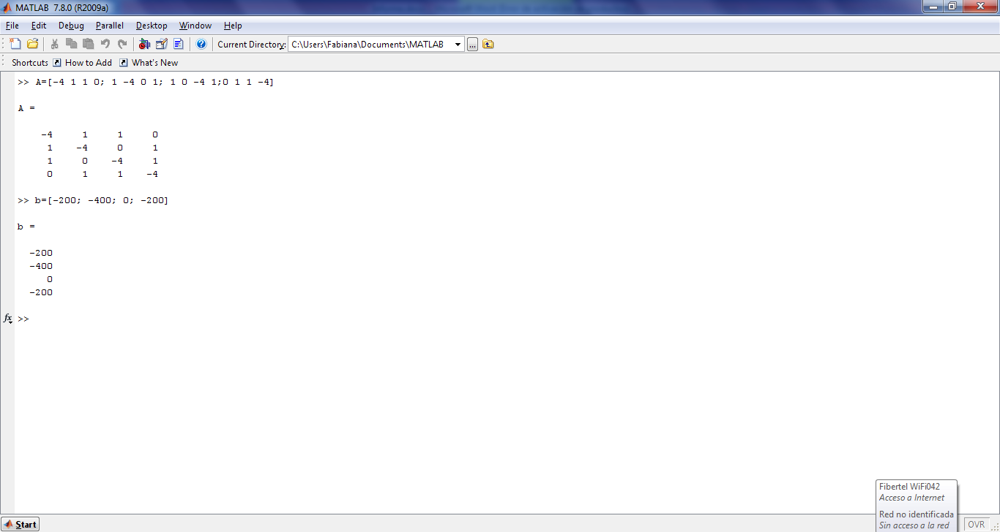 MATLAB 7.8.0 (R2009a)
File Edit Debug Parallel Desktop Window Help
Current Directory: C:\Users\Fabiana\Documents\MATLAB ...
Shortcuts How to Add What's New
>> A=[-4 1 1 0; 1 -4 0 1; 1 0 -4 1;0 1 1 -4]
A =
-4 1 1 0
1 -4 0 1
1 0 -4 1
0 1 1 -4
>> b=[-200; -400; 0; -200]
b =
-200
-400
0
-200
fx >>
Fibertel WiFi042
Acceso a Internet
Red no identificada
Sin acceso a la red
Start
OVR